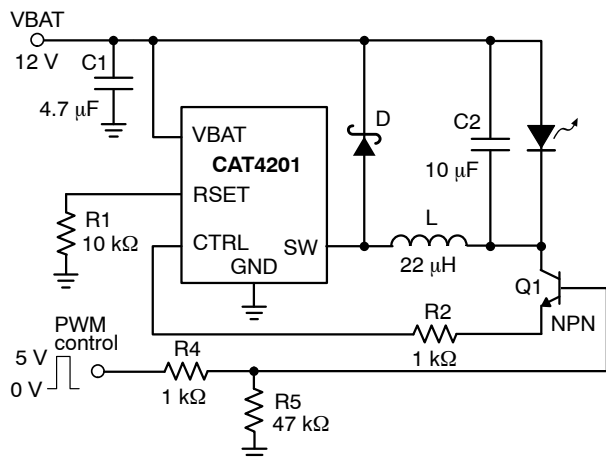 VBAT
12 V
C1
4.7 μF
VBAT
CAT4201
RSET
CTRL
SW
GND
D
C2
10 μF
L
22 μH
R1
10 kΩ
Q1
NPN
R2
1 kΩ
PWM
control
5 V
0 V
R4
1 kΩ
R5
47 kΩ